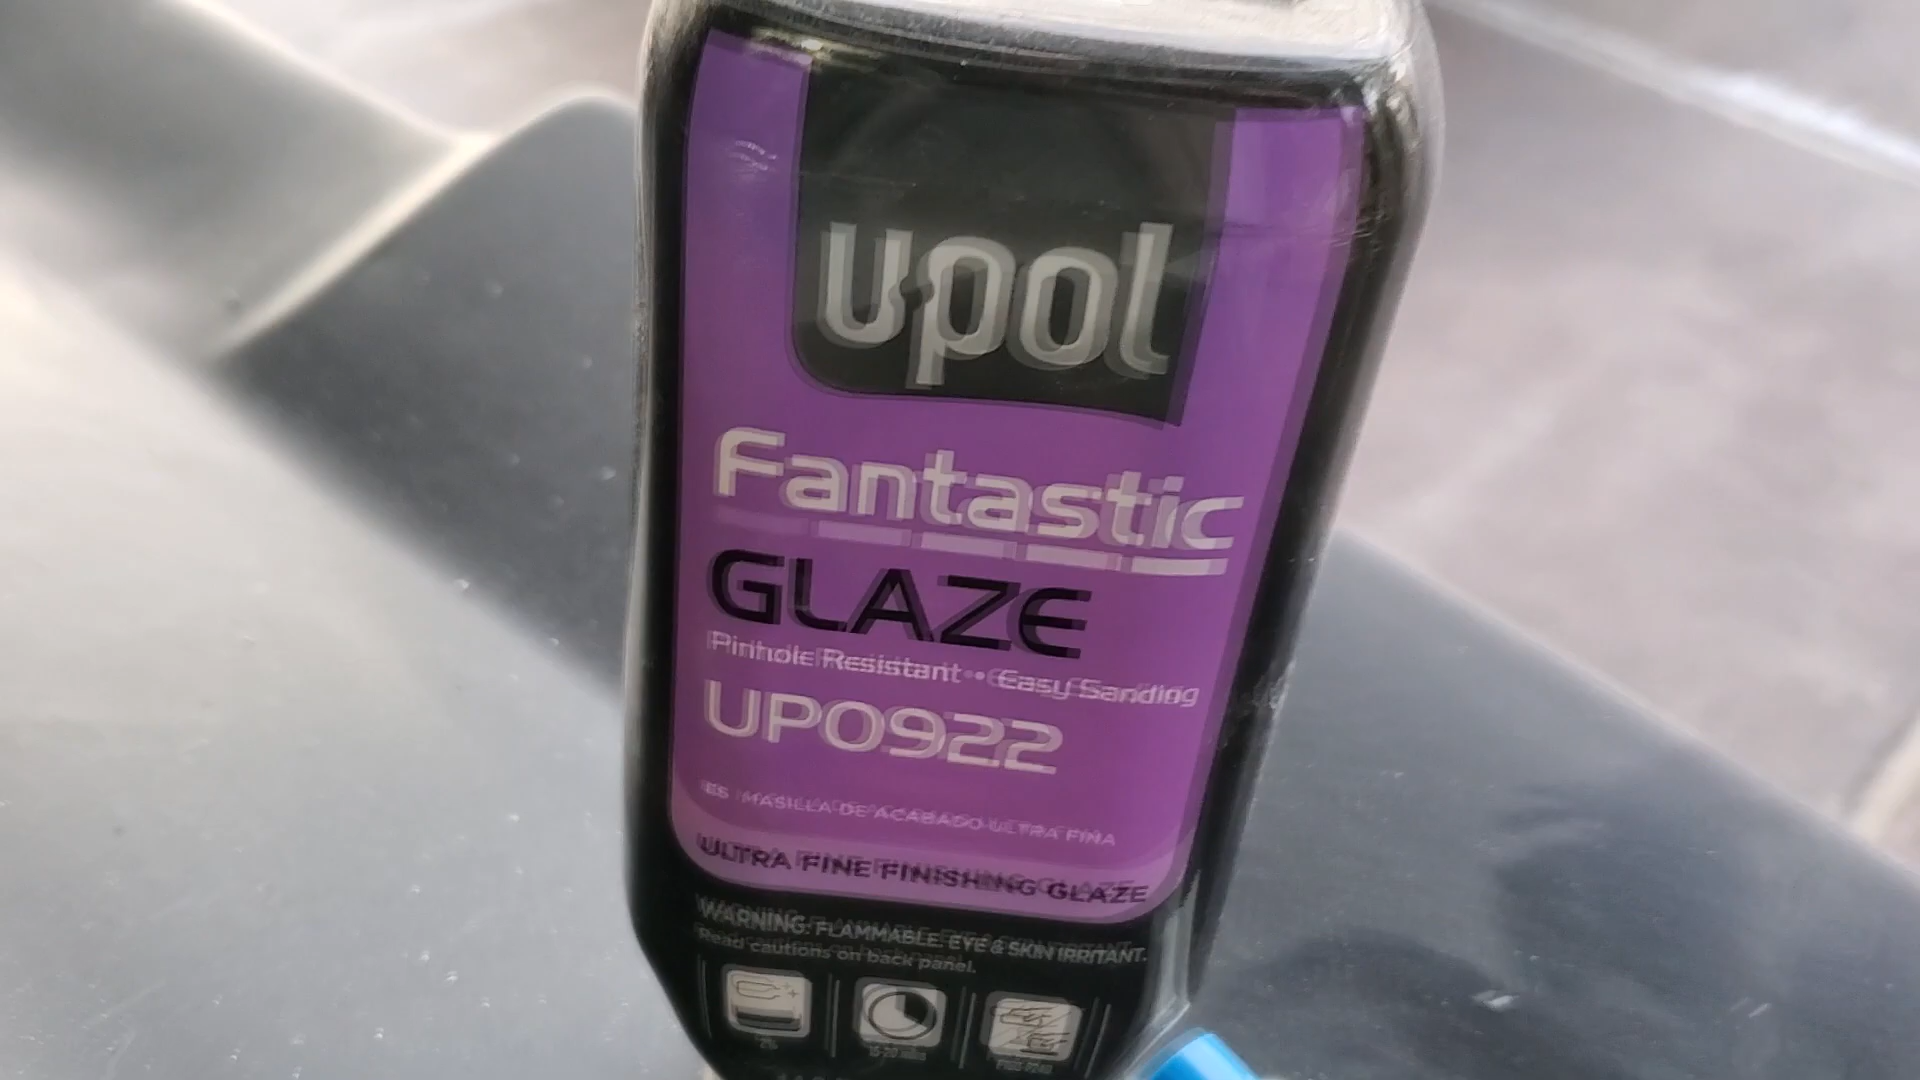 upol
Fantastic
GLAZE
Pinhole Resistant • Easy Sanding
UP0922
ES MASILLA DE ACABADO ULTRA FINA
ULTRA FINE FINISHING GLAZE
WARNING: FLAMMABLE. EYE & SKIN IRRITANT.
Read cautions on back panel.
2%